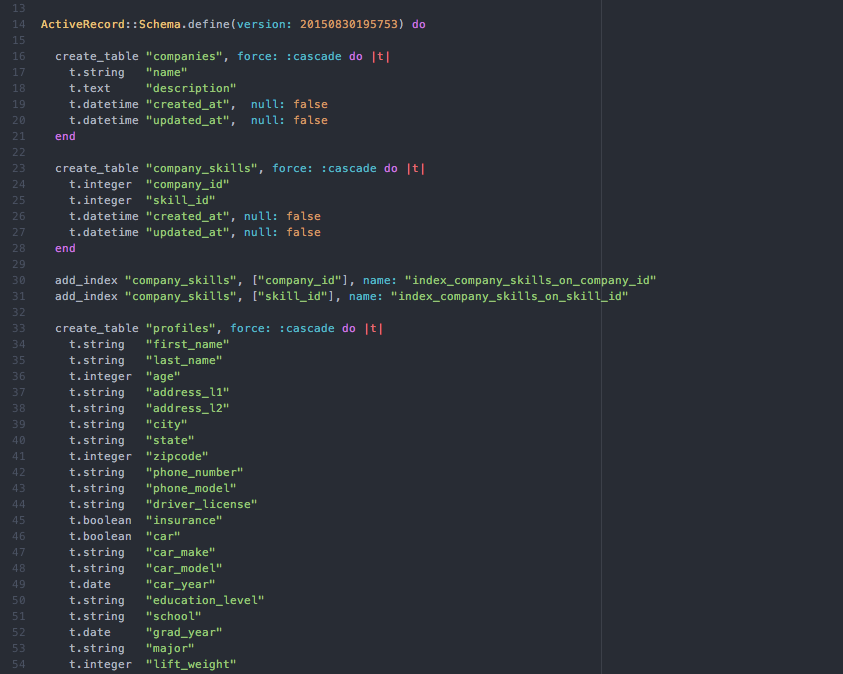 13
14 ActiveRecord::Schema.define(version: 20150830195753) do
15
16   create_table "companies", force: :cascade do |t|
17     t.string   "name"
18     t.text     "description"
19     t.datetime "created_at",  null: false
20     t.datetime "updated_at",  null: false
21   end
22
23   create_table "company_skills", force: :cascade do |t|
24     t.integer  "company_id"
25     t.integer  "skill_id"
26     t.datetime "created_at", null: false
27     t.datetime "updated_at", null: false
28   end
29
30   add_index "company_skills", ["company_id"], name: "index_company_skills_on_company_id"
31   add_index "company_skills", ["skill_id"], name: "index_company_skills_on_skill_id"
32
33   create_table "profiles", force: :cascade do |t|
34     t.string   "first_name"
35     t.string   "last_name"
36     t.integer  "age"
37     t.string   "address_l1"
38     t.string   "address_l2"
39     t.string   "city"
40     t.string   "state"
41     t.integer  "zipcode"
42     t.string   "phone_number"
43     t.string   "phone_model"
44     t.string   "driver_license"
45     t.boolean  "insurance"
46     t.boolean  "car"
47     t.string   "car_make"
48     t.string   "car_model"
49     t.date     "car_year"
50     t.string   "education_level"
51     t.string   "school"
52     t.date     "grad_year"
53     t.string   "major"
54     t.integer  "lift_weight"